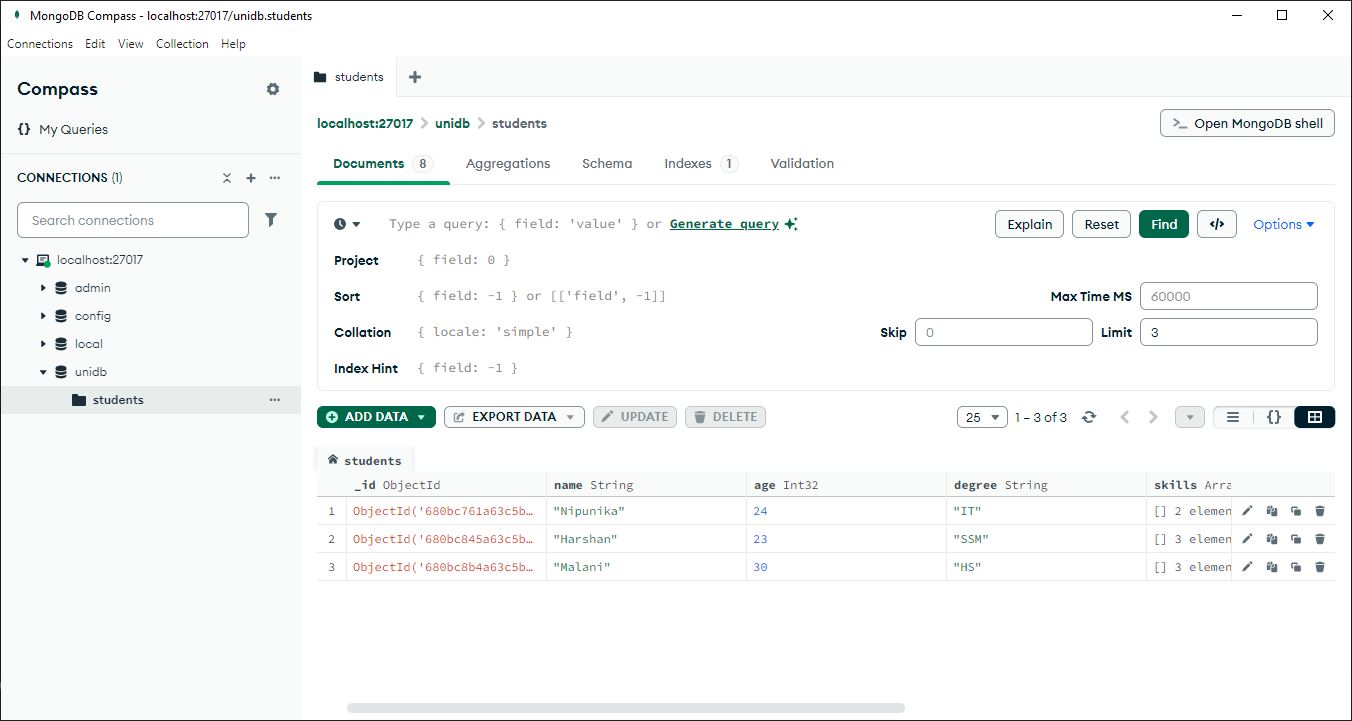 MongoDB Compass - localhost:27017/unidb.students
Connections Edit View Collection Help
Compass
My Queries
CONNECTIONS (1)
Search connections
localhost:27017
admin
config
local
unidb
students
students
localhost:27017 > unidb > students
Open MongoDB shell
Documents 8 Aggregations Schema Indexes 1 Validation
Type a query: { field: 'value' } or Generate query
Explain Reset Find </> Options
Project { field: 0 }
Sort { field: -1 } or [['field', -1]] Max Time MS 60000
Collation { locale: 'simple' } Skip 0 Limit 3
Index Hint { field: -1 }
ADD DATA EXPORT DATA UPDATE DELETE 25 1 – 3 of 3 {}
students
_id ObjectId name String age Int32 degree String skills Arra
1 ObjectId('680bc761a63c5b… "Nipunika" 24 "IT" [] 2 elemen
2 ObjectId('680bc845a63c5b… "Harshan" 23 "SSM" [] 3 elemen
3 ObjectId('680bc8b4a63c5b… "Malani" 30 "HS" [] 3 elemen